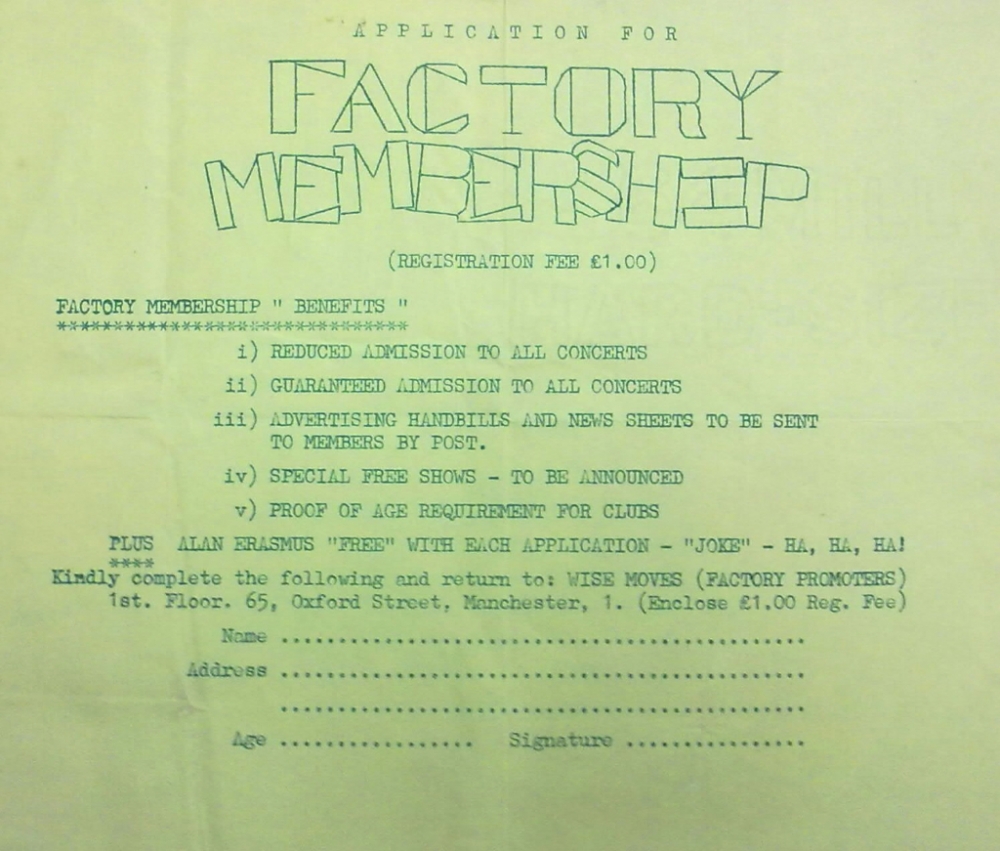 APPLICATION FOR
FACTORY
MEMBERSHIP
(REGISTRATION FEE £1.00)
FACTORY MEMBERSHIP " BENEFITS "
******************************
i) REDUCED ADMISSION TO ALL CONCERTS
ii) GUARANTEED ADMISSION TO ALL CONCERTS
iii) ADVERTISING HANDBILLS AND NEWS SHEETS TO BE SENT
TO MEMBERS BY POST.
iv) SPECIAL FREE SHOWS - TO BE ANNOUNCED
v) PROOF OF AGE REQUIREMENT FOR CLUBS
PLUS ALAN ERASMUS "FREE" WITH EACH APPLICATION - "JOKE" - HA, HA, HA!
****
Kindly complete the following and return to: WISE MOVES (FACTORY PROMOTERS)
1st. Floor. 65, Oxford Street, Manchester, 1. (Enclose £1.00 Reg. Fee)
Name ..............................................
Address ..............................................
..............................................
Age ................. Signature ................